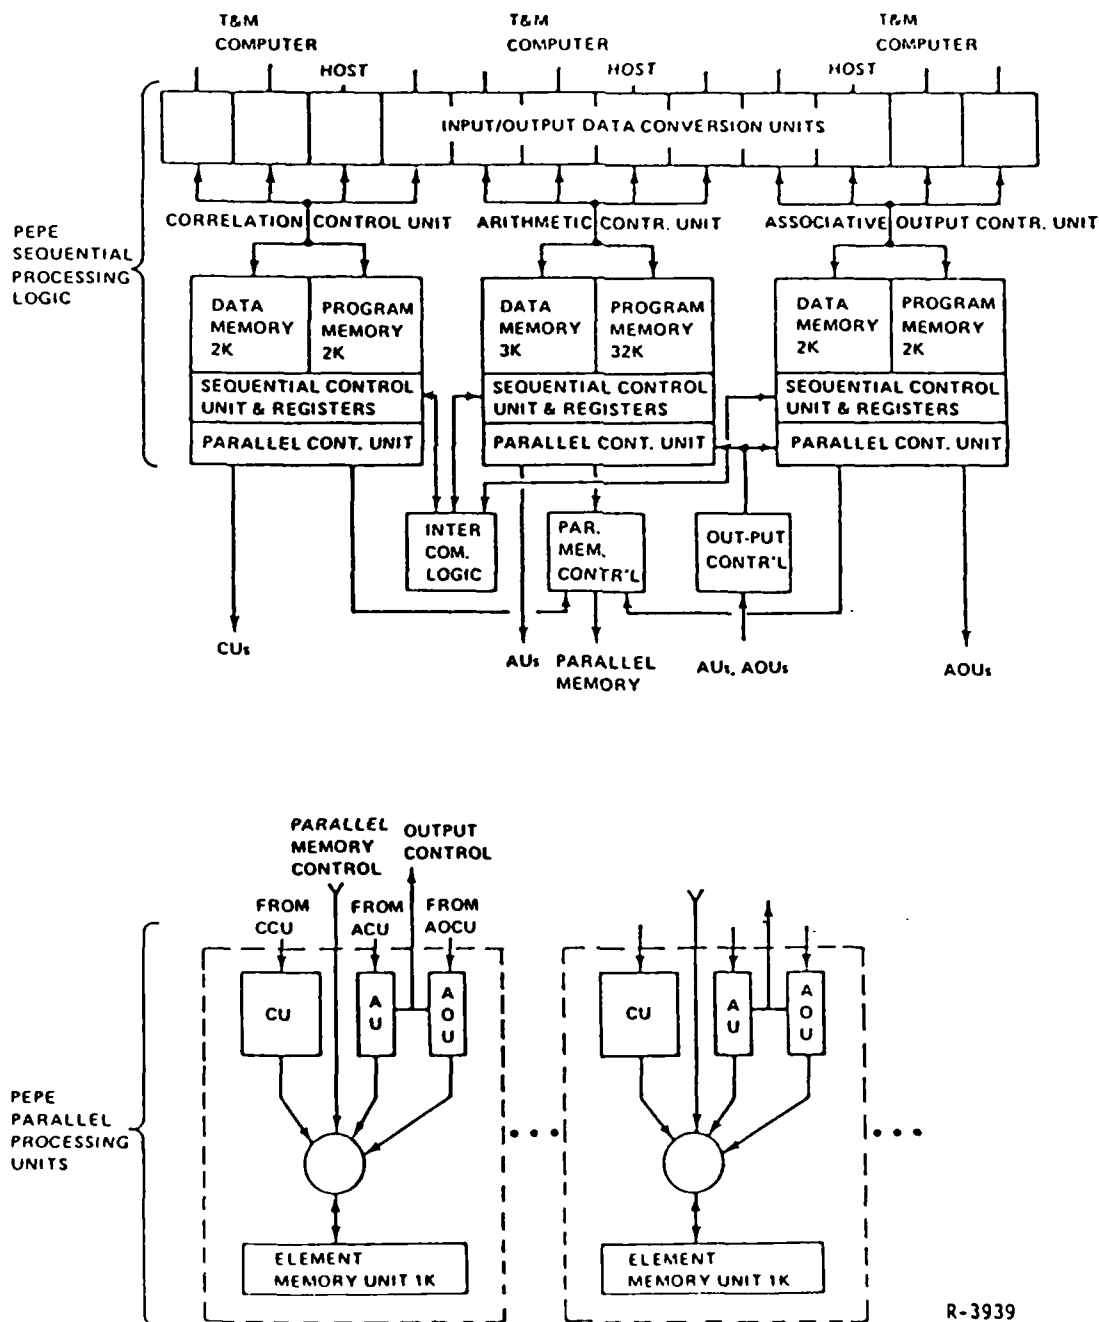 T&M
COMPUTER
HOST
T&M
COMPUTER
HOST
T&M
COMPUTER
HOST
INPUT/OUTPUT DATA CONVERSION UNITS
CORRELATION CONTROL UNIT
ARITHMETIC CONTR. UNIT
ASSOCIATIVE OUTPUT CONTR. UNIT
PEPE
SEQUENTIAL
PROCESSING
LOGIC
DATA
MEMORY
2K
PROGRAM
MEMORY
2K
SEQUENTIAL CONTROL
UNIT & REGISTERS
PARALLEL CONT. UNIT
DATA
MEMORY
3K
PROGRAM
MEMORY
32K
SEQUENTIAL CONTROL
UNIT & REGISTERS
PARALLEL CONT. UNIT
DATA
MEMORY
2K
PROGRAM
MEMORY
2K
SEQUENTIAL CONTROL
UNIT & REGISTERS
PARALLEL CONT. UNIT
INTER
COM.
LOGIC
PAR.
MEM.
CONTR'L
OUT-PUT
CONTR'L
CUs
AUs
PARALLEL
MEMORY
AUs, AOUs
AOUs
PARALLEL
MEMORY
CONTROL
OUTPUT
CONTROL
FROM
CCU
FROM
ACU
FROM
AOCU
CU
AU
AOU
CU
AU
AOU
PEPE
PARALLEL
PROCESSING
UNITS
ELEMENT
MEMORY UNIT 1K
ELEMENT
MEMORY UNIT 1K
R-3939